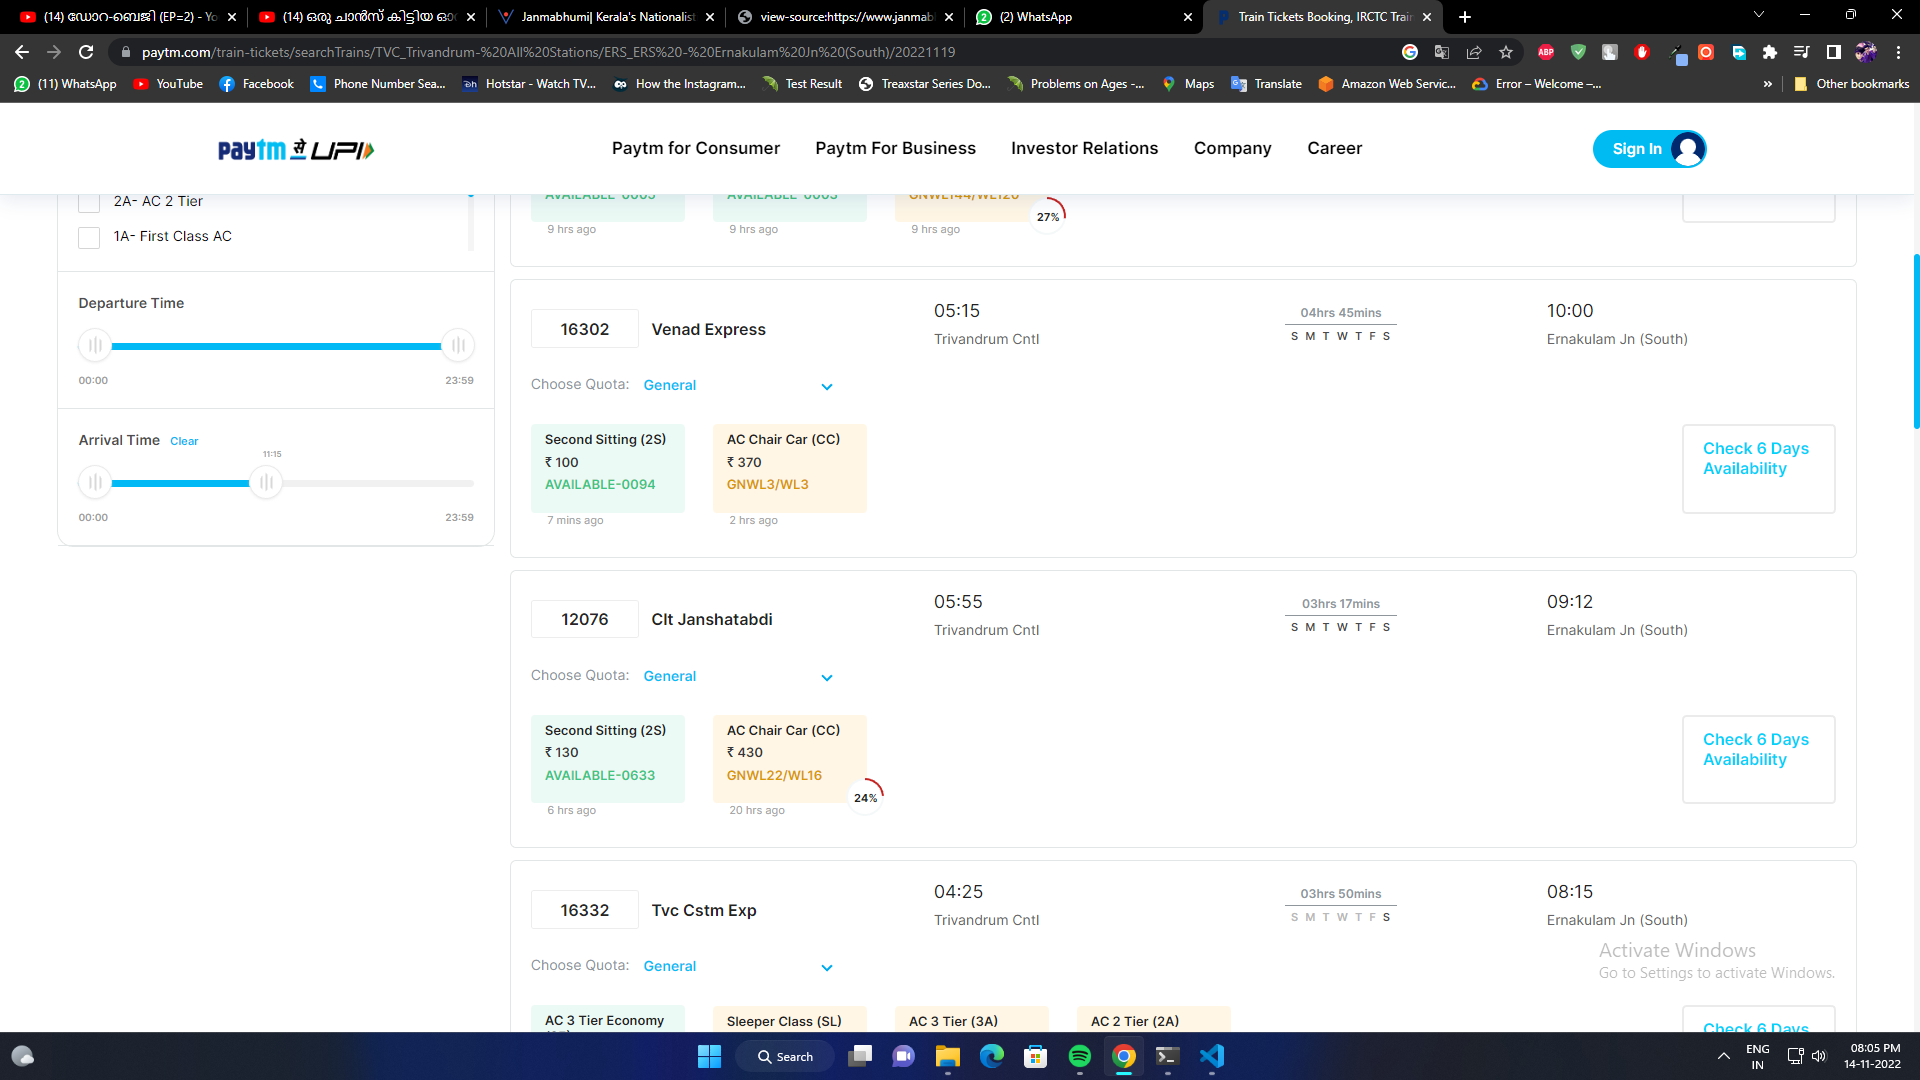 (14) ഡോറ-ബെജി (EP=2) - Yo
(14) ഒരു ചാൻസ് കിട്ടിയ ഓ
Janmabhumi| Kerala's Nationalist
view-source:https://www.janmab
(2) WhatsApp
Train Tickets Booking, IRCTC Train
paytm.com/train-tickets/searchTrains/TVC_Trivandrum-%20All%20Stations/ERS_ERS%20-%20Ernakulam%20Jn%20(South)/20221119
ABP
(11) WhatsApp
YouTube
Facebook
Phone Number Sea...
Hotstar - Watch TV...
How the Instagram...
Test Result
Treaxstar Series Do...
Problems on Ages -...
Maps
Translate
Amazon Web Servic...
Error – Welcome –...
»
Other bookmarks
paytm से UPI
Paytm for Consumer
Paytm For Business
Investor Relations
Company
Career
Sign In
2A- AC 2 Tier
1A- First Class AC
Departure Time
00:00
23:59
Arrival Time Clear
11:15
00:00
23:59
9 hrs ago
9 hrs ago
GNWL144/WL120
27%
9 hrs ago
16302
Venad Express
05:15
Trivandrum Cntl
04hrs 45mins
S M T W T F S
10:00
Ernakulam Jn (South)
Choose Quota: General
Second Sitting (2S)
₹ 100
AVAILABLE-0094
7 mins ago
AC Chair Car (CC)
₹ 370
GNWL3/WL3
2 hrs ago
Check 6 Days
Availability
12076
Clt Janshatabdi
05:55
Trivandrum Cntl
03hrs 17mins
S M T W T F S
09:12
Ernakulam Jn (South)
Choose Quota: General
Second Sitting (2S)
₹ 130
AVAILABLE-0633
6 hrs ago
AC Chair Car (CC)
₹ 430
GNWL22/WL16
24%
20 hrs ago
Check 6 Days
Availability
16332
Tvc Cstm Exp
04:25
Trivandrum Cntl
03hrs 50mins
S M T W T F S
08:15
Ernakulam Jn (South)
Choose Quota: General
AC 3 Tier Economy
Sleeper Class (SL)
AC 3 Tier (3A)
AC 2 Tier (2A)
Check 6 Days
Activate Windows
Go to Settings to activate Windows.
Search
ENG
IN
08:05 PM
14-11-2022